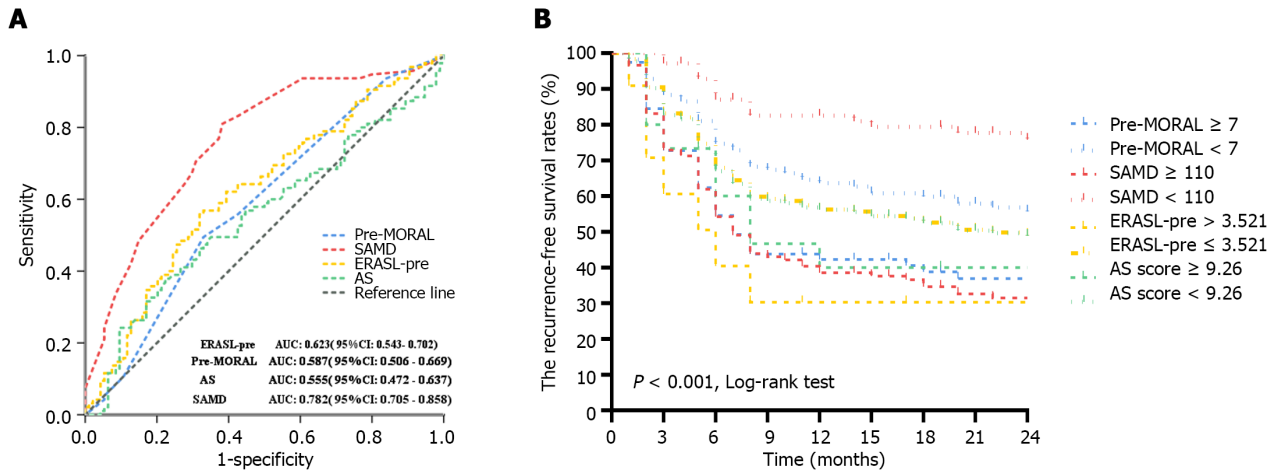 A
1.0
0.8
0.6
0.4
0.2
0.0
Sensitivity
Pre-MORAL
SAMD
ERASL-pre
AS
Reference line
ERASL-pre AUC: 0.623( 95%CI: 0.543- 0.702)
Pre-MORAL AUC: 0.587( 95%CI: 0.506 - 0.669)
AS AUC: 0.555( 95%CI: 0.472 - 0.637)
SAMD AUC: 0.782( 95%CI: 0.705 - 0.858)
0.0 0.2 0.4 0.6 0.8 1.0
1-specificity
B
100
90
80
70
60
50
40
30
20
10
0
The recurrence-free survival rates (%)
P < 0.001, Log-rank test
0 3 6 9 12 15 18 21 24
Time (months)
Pre-MORAL ≥ 7
Pre-MORAL < 7
SAMD ≥ 110
SAMD < 110
ERASL-pre > 3.521
ERASL-pre ≤ 3.521
AS score ≥ 9.26
AS score < 9.26